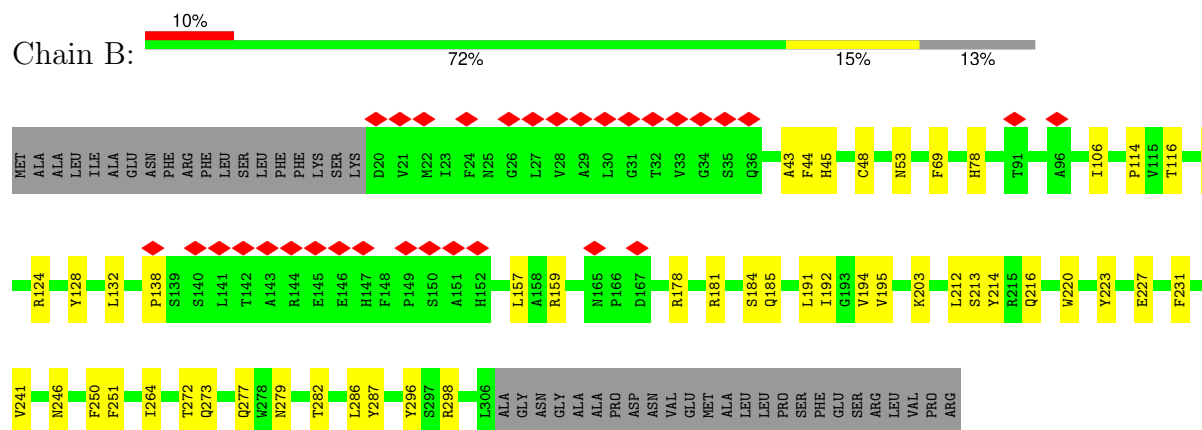 10%
Chain B:
72% 15% 13%
MET ALA ALA LEU ILE ALA GLU ASN PHE ARG PHE LEU SER LEU PHE PHE LYS SER LYS D20 V21 M22 I23 F24 N25 G26 L27 V28 A29 L30 G31 T32 V33 G34 S35 Q36 A43 F44 H45 C48 N53 F69 H78 T91 A96 I106 P114 V115 T116
R124 Y128 L132 P138 S139 S140 L141 T142 A143 R144 E145 E146 H147 F148 P149 S150 A151 H152 L157 A158 R159 N165 P166 D167 R178 R181 S184 Q185 L191 I192 G193 V194 V195 K203 L212 S213 Y214 R215 Q216 W220 Y223 E227 F231
V241 N246 F250 F251 I264 T272 Q273 Q277 W278 N279 T282 L286 Y287 Y296 S297 R298 L306 ALA GLY ASN GLY ALA ALA PRO ASP ASN VAL GLU MET ALA LEU LEU PRO SER PHE GLU SER ARG LEU VAL PRO ARG